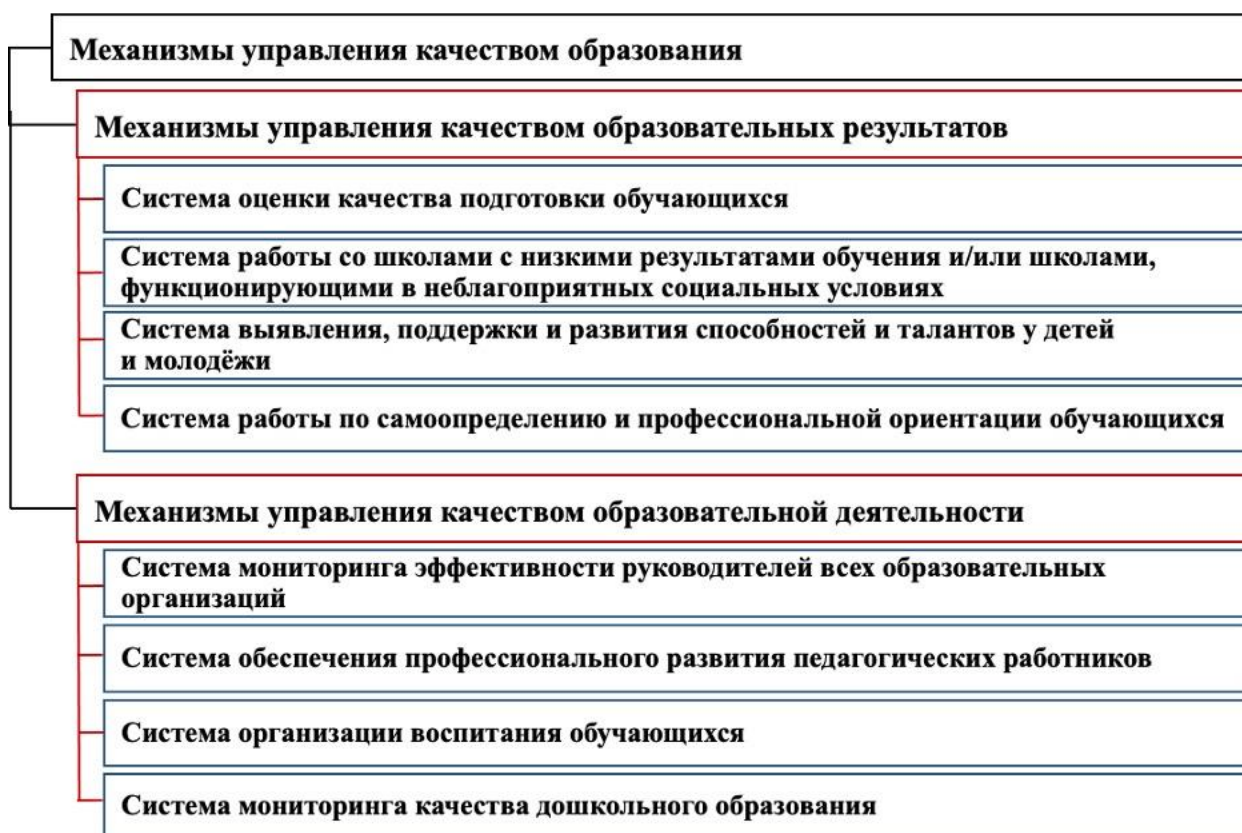 Механизмы управления качеством образования
Механизмы управления качеством образовательных результатов
Система оценки качества подготовки обучающихся
Система работы со школами с низкими результатами обучения и/или школами,
функционирующими в неблагоприятных социальных условиях
Система выявления, поддержки и развития способностей и талантов у детей
и молодёжи
Система работы по самоопределению и профессиональной ориентации обучающихся
Механизмы управления качеством образовательной деятельности
Система мониторинга эффективности руководителей всех образовательных
организаций
Система обеспечения профессионального развития педагогических работников
Система организации воспитания обучающихся
Система мониторинга качества дошкольного образования